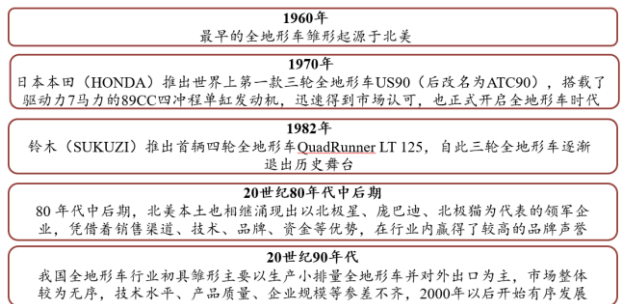 1960年
最早的全地形车雏形起源于北美
1970年
日本本田（HONDA）推出世界上第一款三轮全地形车US90（后改名为ATC90），搭载了
驱动力7马力的89CC四冲程单缸发动机，迅速得到市场认可，也正式开启全地形车时代
1982年
铃木（SUKUZI）推出首辆四轮全地形车QuadRunner LT 125，自此三轮全地形车逐渐
退出历史舞台
20世纪80年代中后期
80 年代中后期，北美本土也相继涌现出以北极星、庞巴迪、北极猫为代表的领军企
业，凭借着销售渠道、技术、品牌、资金等优势，在行业内赢得了较高的品牌声誉
20世纪90年代
我国全地形车行业初具雏形主要以生产小排量全地形车并对外出口为主，市场整体
较为无序，技术水平、产品质量、企业规模等参差不齐，2000年以后开始有序发展